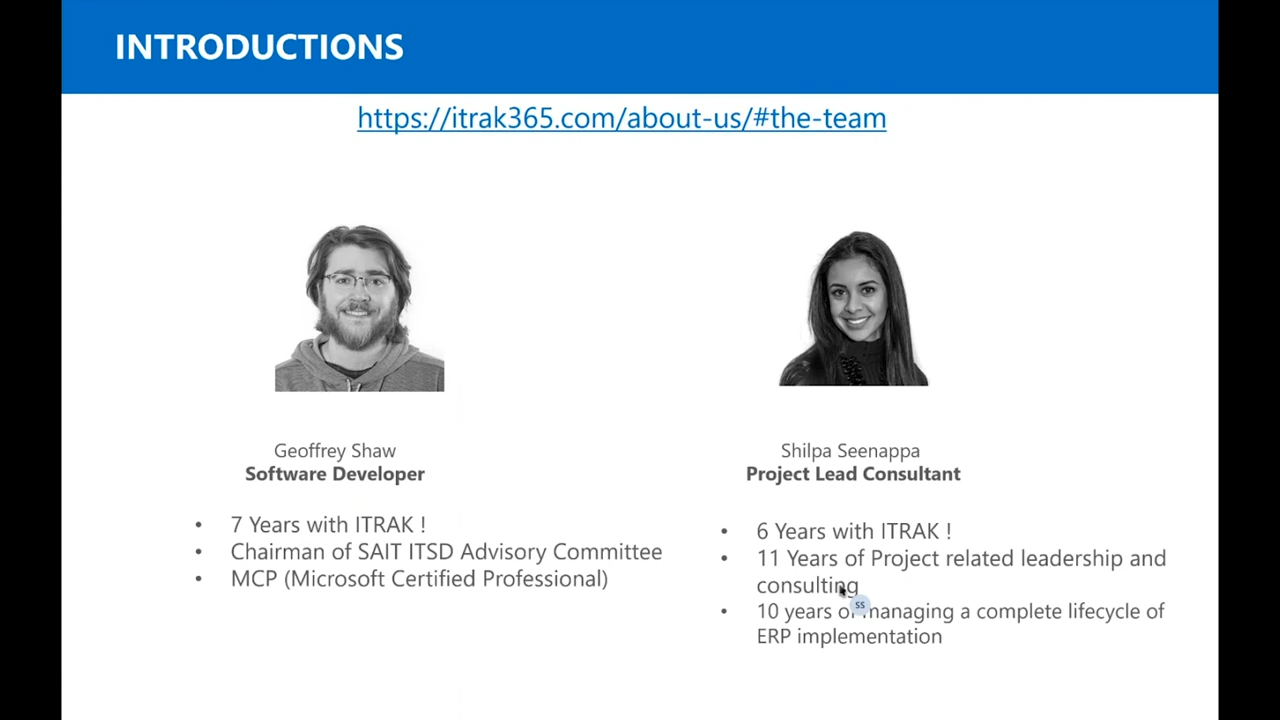 INTRODUCTIONS
https://itrak365.com/about-us/#the-team
Geoffrey Shaw
Software Developer
• 7 Years with ITRAK !
• Chairman of SAIT ITSD Advisory Committee
• MCP (Microsoft Certified Professional)
Shilpa Seenappa
Project Lead Consultant
• 6 Years with ITRAK !
• 11 Years of Project related leadership and
consulting
SS
• 10 years of managing a complete lifecycle of
ERP implementation